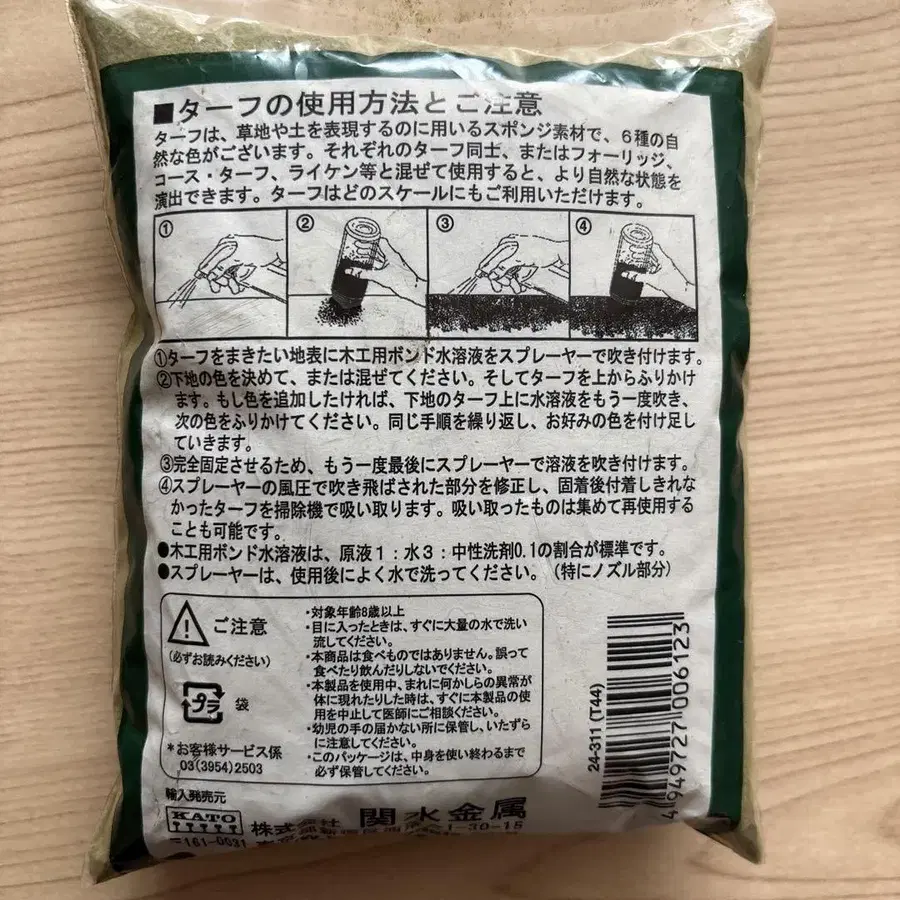 ■ターフの使用方法とご注意
ターフは、草地や土を表現するのに用いるスポンジ素材で、6種の自
然な色がございます。それぞれのターフ同士、またはフォーリッジ、
コース・ターフ、ライケン等と混ぜて使用すると、より自然な状態を
演出できます。ターフはどのスケールにもご利用いただけます。
① ② ③ ④
①ターフをまきたい地表に木工用ボンド水溶液をスプレーヤーで吹き付けます。
②下地の色を決めて、または混ぜてください。そしてターフを上からふりかけ
ます。もし色を追加したければ、下地のターフ上に水溶液をもう一度吹き、
次の色をふりかけてください。同じ手順を繰り返し、お好みの色を付け足し
ていきます。
③完全固定させるため、もう一度最後にスプレーヤーで溶液を吹き付けます。
④スプレーヤーの風圧で吹き飛ばされた部分を修正し、固着後付着しきれな
かったターフを掃除機で吸い取ります。吸い取ったものは集めて再使用する
ことも可能です。
●木工用ボンド水溶液は、原液1：水3：中性洗剤0.1の割合が標準です。
●スプレーヤーは、使用後によく水で洗ってください。（特にノズル部分）
ご注意
(必ずお読みください)
プラ 袋
*お客様サービス係
03(3954)2503
・対象年齢8歳以上
・目に入ったときは、すぐに大量の水で洗い
流してください。
・本商品は食べものではありません。誤って
食べたり飲んだりしないでください。
・本製品を使用中、まれに何かしらの異常が
体に現れたりした時は、すぐに本製品の使
用を中止して医師にご相談ください。
・幼児の手の届かない所に保管し、いたずら
に注意してください。
・このパッケージは、中身を使い終わるまで
必ず保管してください。
24-311 (T44)
4 949727 006123
輸入発売元
KATO
株式会社 関水金属
〒161-0031
1-30-15